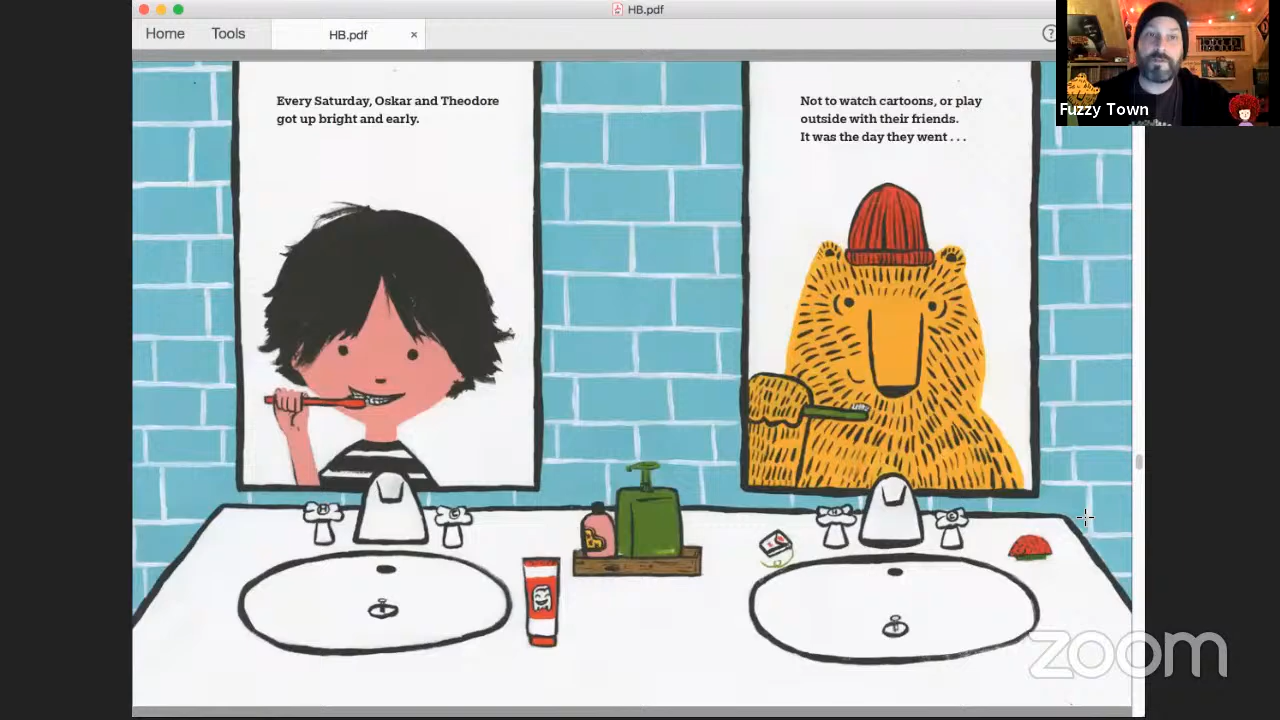 HB.pdf
Home
Tools
HB.pdf ×
?
Fuzzy Town
Every Saturday, Oskar and Theodore
got up bright and early.
Not to watch cartoons, or play
outside with their friends.
It was the day they went . . .
H
C
H
C
zoom